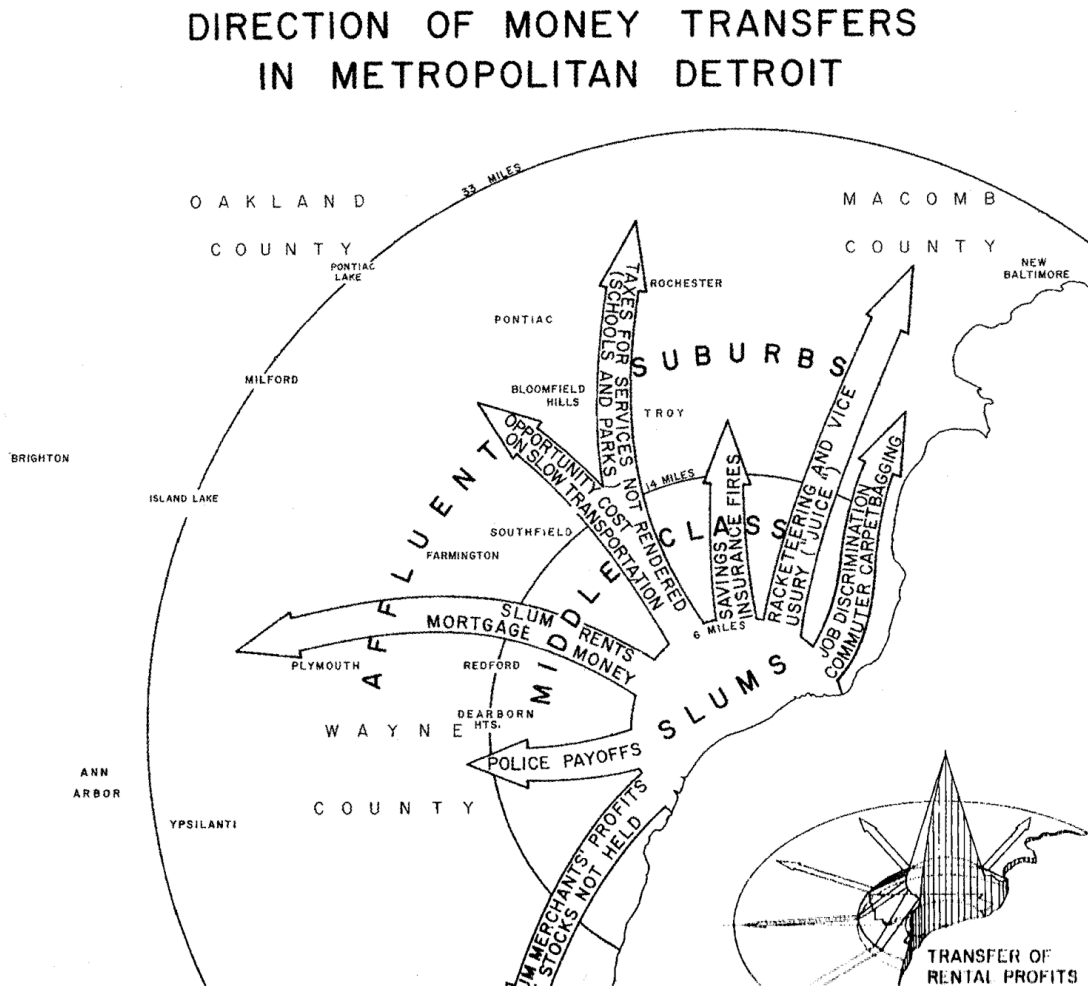 DIRECTION OF MONEY TRANSFERS
IN METROPOLITAN DETROIT
33 MILES
OAKLAND
COUNTY
MACOMB
COUNTY
PONTIAC
LAKE
NEW
BALTIMORE
ROCHESTER
PONTIAC
TAXES FOR SERVICES NOT RENDERED
(SCHOOLS AND PARKS
SUBURBS
MILFORD
BLOOMFIELD
HILLS
TROY
OPPORTUNITY COST
ON SLOW TRANSPORTATION
BRIGHTON
ISLAND LAKE
14 MILES
AFFLUENT
SOUTHFIELD
FARMINGTON
MIDDLE CLASS
SAVINGS
INSURANCE FIRES
RACKETEERING AND VICE
USURY ("JUICE")
JOB DISCRIMINATION
COMMUTER CARPETBAGGING
6 MILES
SLUM RENTS
MORTGAGE MONEY
PLYMOUTH
REDFORD
SLUMS
DEARBORN
HTS.
WAYNE
COUNTY
POLICE PAYOFFS
ANN
ARBOR
YPSILANTI
MERCHANTS' PROFITS
STOCKS NOT HELD
TRANSFER OF
RENTAL PROFITS